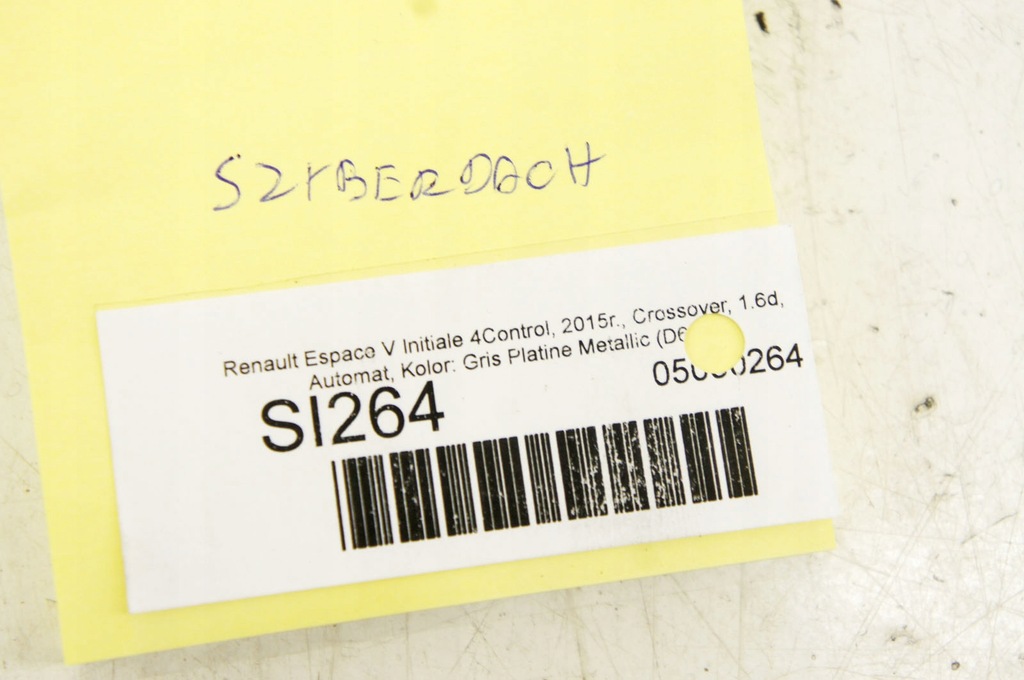 SZYBERDACH
Renault Espace V Initiale 4Control, 2015r., Crossover, 1.6d,
Automat, Kolor: Gris Platine Metallic
SI264